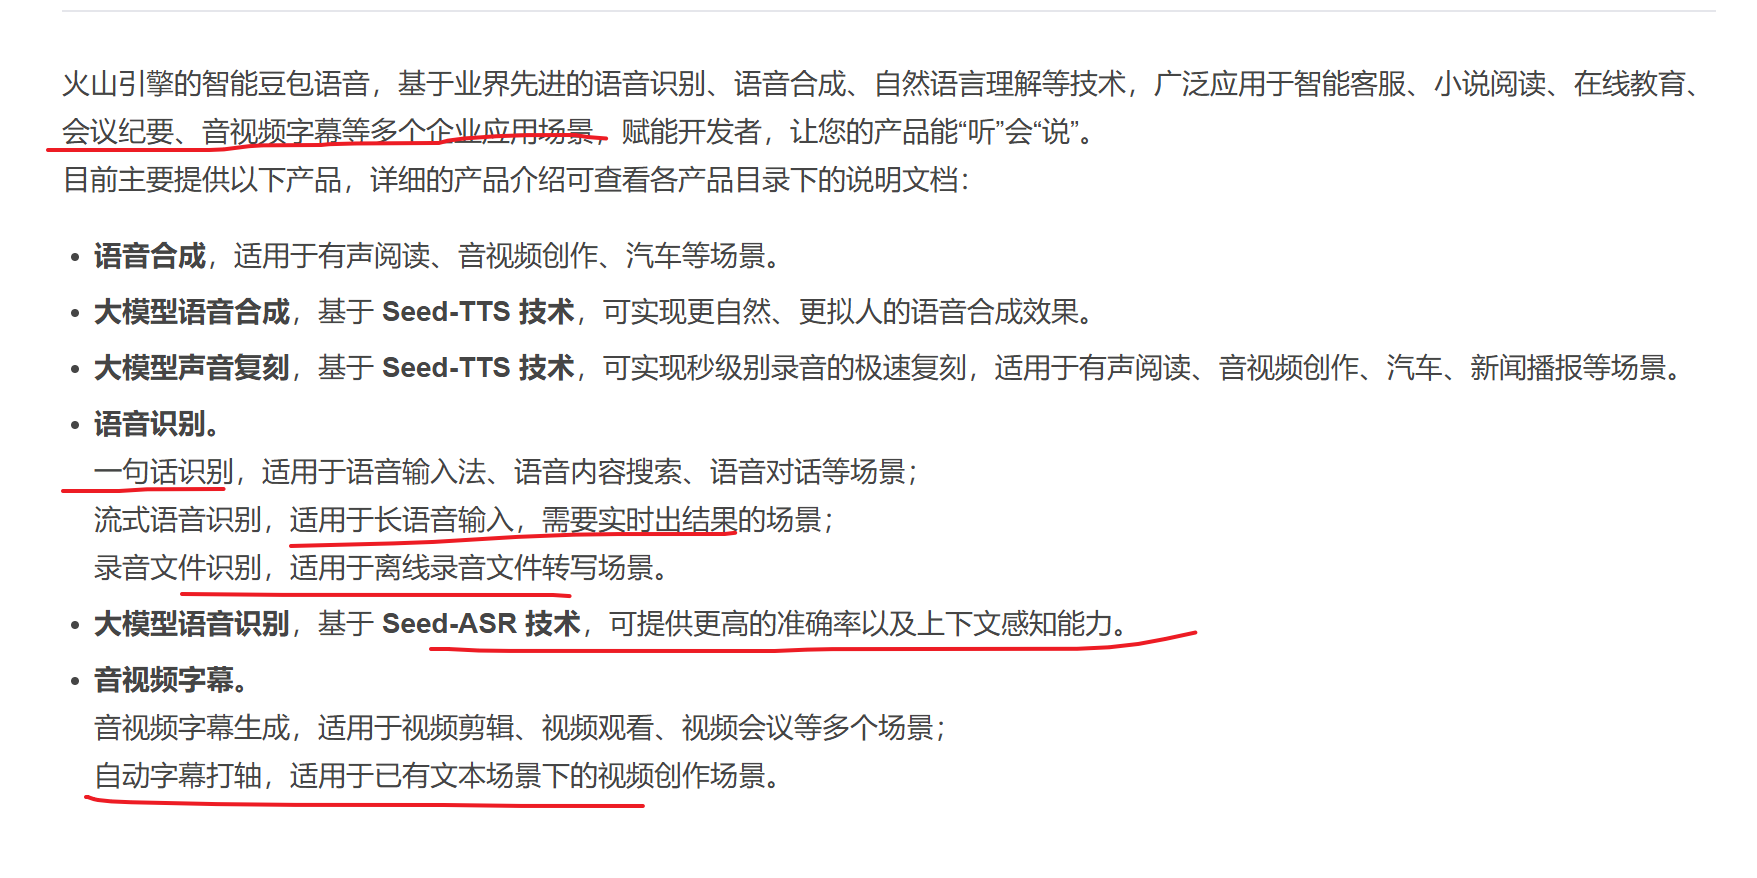 火山引擎的智能豆包语音，基于业界先进的语音识别、语音合成、自然语言理解等技术，广泛应用于智能客服、小说阅读、在线教育、
会议纪要、音视频字幕等多个企业应用场景，赋能开发者，让您的产品能“听”会“说”。
目前主要提供以下产品，详细的产品介绍可查看各产品目录下的说明文档：
• 语音合成，适用于有声阅读、音视频创作、汽车等场景。
• 大模型语音合成，基于 Seed-TTS 技术，可实现更自然、更拟人的语音合成效果。
• 大模型声音复刻，基于 Seed-TTS 技术，可实现秒级别录音的极速复刻，适用于有声阅读、音视频创作、汽车、新闻播报等场景。
• 语音识别。
一句话识别，适用于语音输入法、语音内容搜索、语音对话等场景；
流式语音识别，适用于长语音输入，需要实时出结果的场景；
录音文件识别，适用于离线录音文件转写场景。
• 大模型语音识别，基于 Seed-ASR 技术，可提供更高的准确率以及上下文感知能力。
• 音视频字幕。
音视频字幕生成，适用于视频剪辑、视频观看、视频会议等多个场景；
自动字幕打轴，适用于已有文本场景下的视频创作场景。